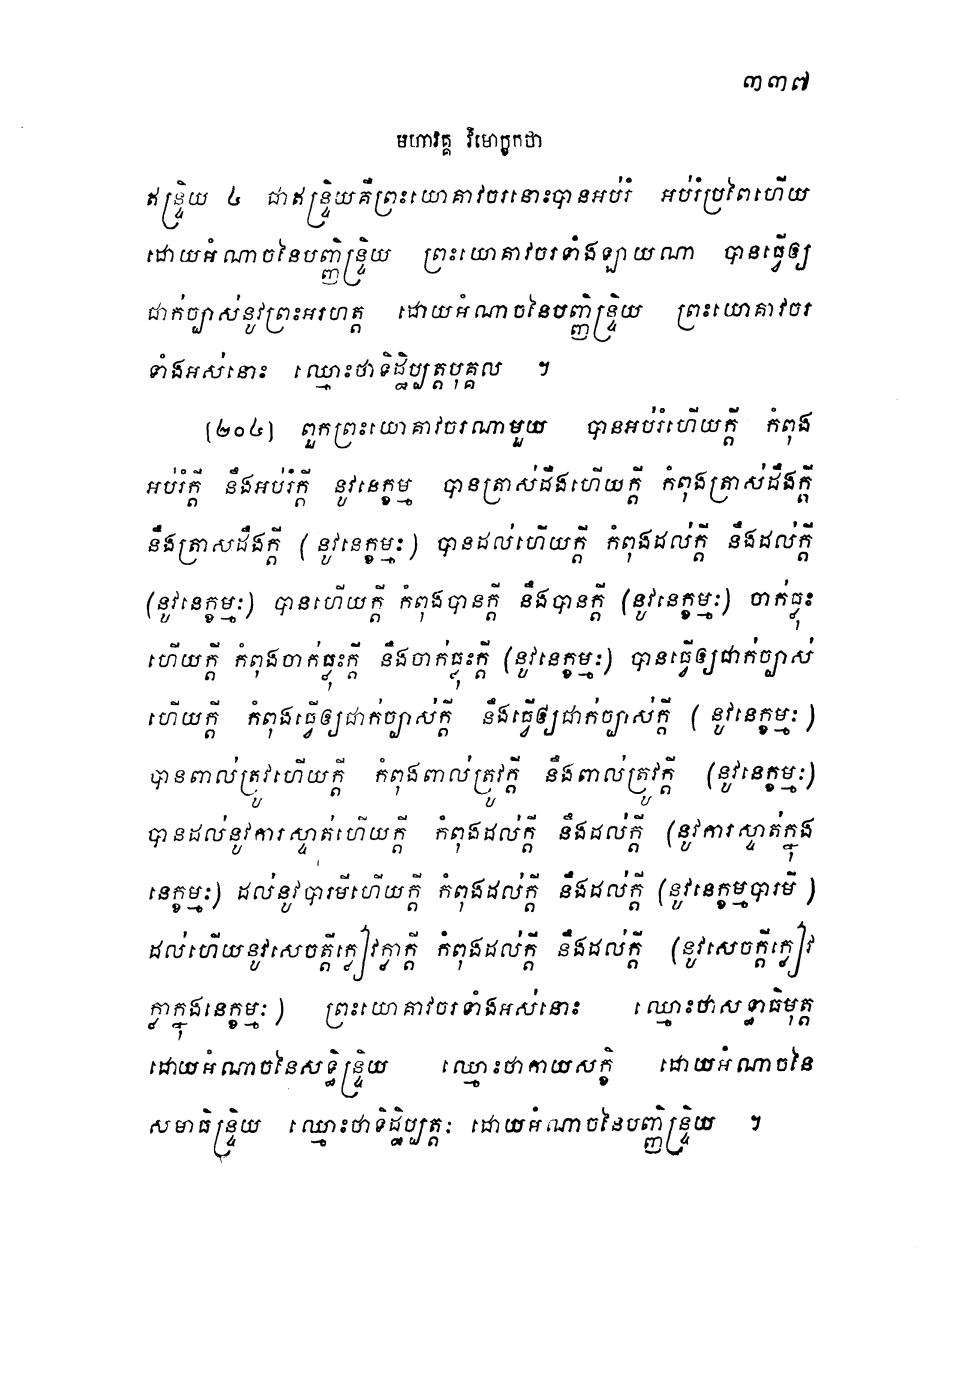 ៣៣៧
មហាវគ្គ វិមោក្ខកថា
ឥន្ទ្រិយ ៤ ជាឥន្ទ្រិយគឺព្រះយោគាវចរនោះបានអប់រំ អប់រំប្រពៃហើយ
ដោយអំណាចនៃបញ្ញិន្ទ្រិយ ព្រះយោគាវចរទាំងឡាយណា បានធ្វើឲ្យ
ជាក់ច្បាស់នូវព្រះអរហត្ត ដោយអំណាចនៃបញ្ញិន្ទ្រិយ ព្រះយោគាវចរ
ទាំងអស់នោះ ឈ្មោះថាទិដ្ឋិប្បត្តបុគ្គល ។
[២០៤] ពួកព្រះយោគាវចរណាមួយ បានអប់រំហើយក្តី កំពុង
អប់រំក្តី នឹងអប់រំក្តី នូវនេក្ខម្ម បានត្រាស់ដឹងហើយក្តី កំពុងត្រាស់ដឹងក្តី
នឹងត្រាសដឹងក្តី (នូវនេក្ខម្មៈ) បានដល់ហើយក្តី កំពុងដល់ក្តី នឹងដល់ក្តី
(នូវនេក្ខម្មៈ) បានហើយក្តី កំពុងបានក្តី នឹងបានក្តី (នូវនេក្ខម្មៈ) ចាក់ធ្លុះ
ហើយក្តី កំពុងចាក់ធ្លុះក្តី នឹងចាក់ធ្លុះក្តី (នូវនេក្ខម្មៈ) បានធ្វើឲ្យជាក់ច្បាស់
ហើយក្តី កំពុងធ្វើឲ្យជាក់ច្បាស់ក្តី នឹងធ្វើឲ្យជាក់ច្បាស់ក្តី (នូវនេក្ខម្មៈ)
បានពាល់ត្រូវហើយក្តី កំពុងពាល់ត្រូវក្តី នឹងពាល់ត្រូវក្តី (នូវនេក្ខម្មៈ)
បានដល់នូវការស្ទាត់ហើយក្តី កំពុងដល់ក្តី នឹងដល់ក្តី (នូវការស្ទាត់ក្នុង
នេក្ខម្មៈ) ដល់នូវបារមីហើយក្តី កំពុងដល់ក្តី នឹងដល់ក្តី (នូវនេក្ខម្មបារមី)
ដល់ហើយនូវសេចត្តីក្លៀវក្លាក្តី កំពុងដល់ក្តី នឹងដល់ក្តី (នូវសេចក្តីក្លៀវ
ក្លាក្នុងនេក្ខម្មៈ) ព្រះយោគាវចរទាំងអស់នោះ ឈ្មោះថាសទ្ធាធិមុត្ត
ដោយអំណាចនៃសទ្ធិន្ទ្រិយ ឈ្មោះថាកាយសក្ខិ ដោយអំណាចនៃ
សមាធិន្ទ្រិយ ឈ្មោះថាទិដ្ឋិប្បត្តៈ ដោយអំណាចនៃបញ្ញិន្ទ្រិយ ។